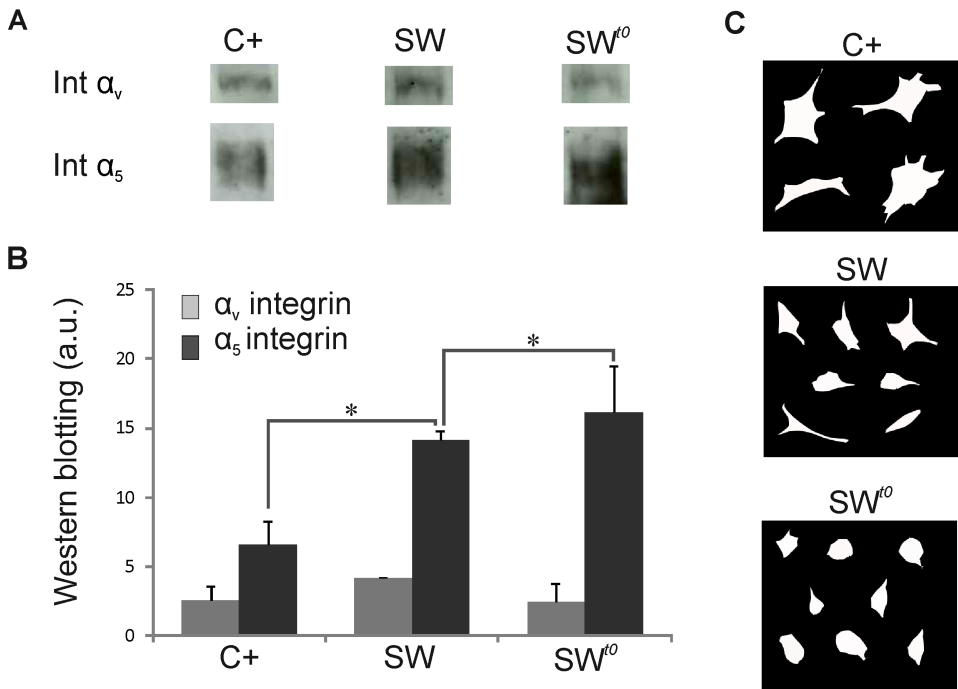 A
C+ SW SWᵗ⁰
Int αᵥ
Int α₅
B
Western blotting (a.u.)
25
20
15
10
5
0
αᵥ integrin
α₅ integrin
*
*
C+ SW SWᵗ⁰
C
C+
SW
SWᵗ⁰